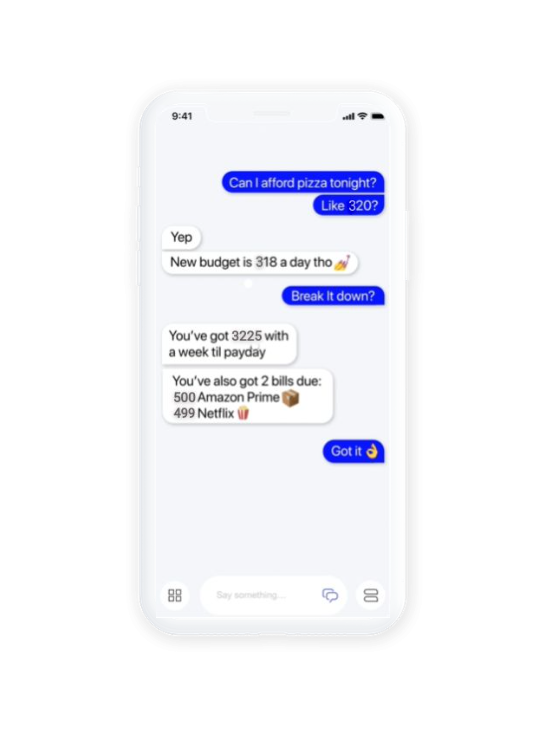 9:41
Can I afford pizza tonight?
Like 320?
Yep
New budget is 318 a day tho 💅
Break It down?
You've got 3225 with
a week til payday
You've also got 2 bills due:
500 Amazon Prime 📦
499 Netflix 🍿
Got it 👌
Say something...